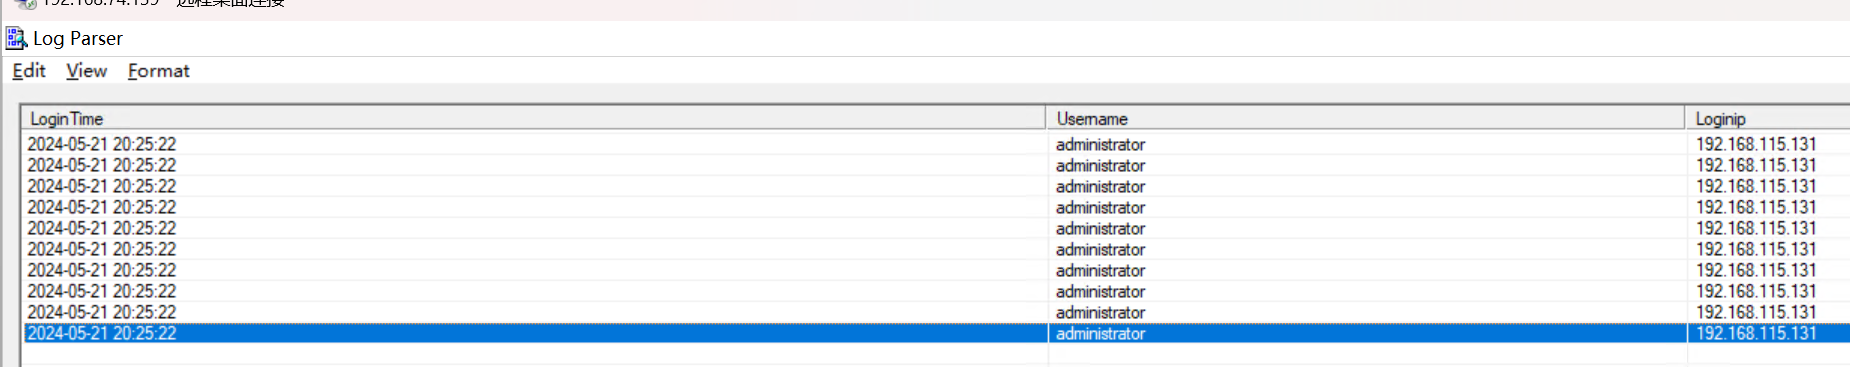 192.168.74.139 - 远程桌面连接
Log Parser
Edit View Format
LoginTime Username Loginip
2024-05-21 20:25:22 administrator 192.168.115.131
2024-05-21 20:25:22 administrator 192.168.115.131
2024-05-21 20:25:22 administrator 192.168.115.131
2024-05-21 20:25:22 administrator 192.168.115.131
2024-05-21 20:25:22 administrator 192.168.115.131
2024-05-21 20:25:22 administrator 192.168.115.131
2024-05-21 20:25:22 administrator 192.168.115.131
2024-05-21 20:25:22 administrator 192.168.115.131
2024-05-21 20:25:22 administrator 192.168.115.131
2024-05-21 20:25:22 administrator 192.168.115.131